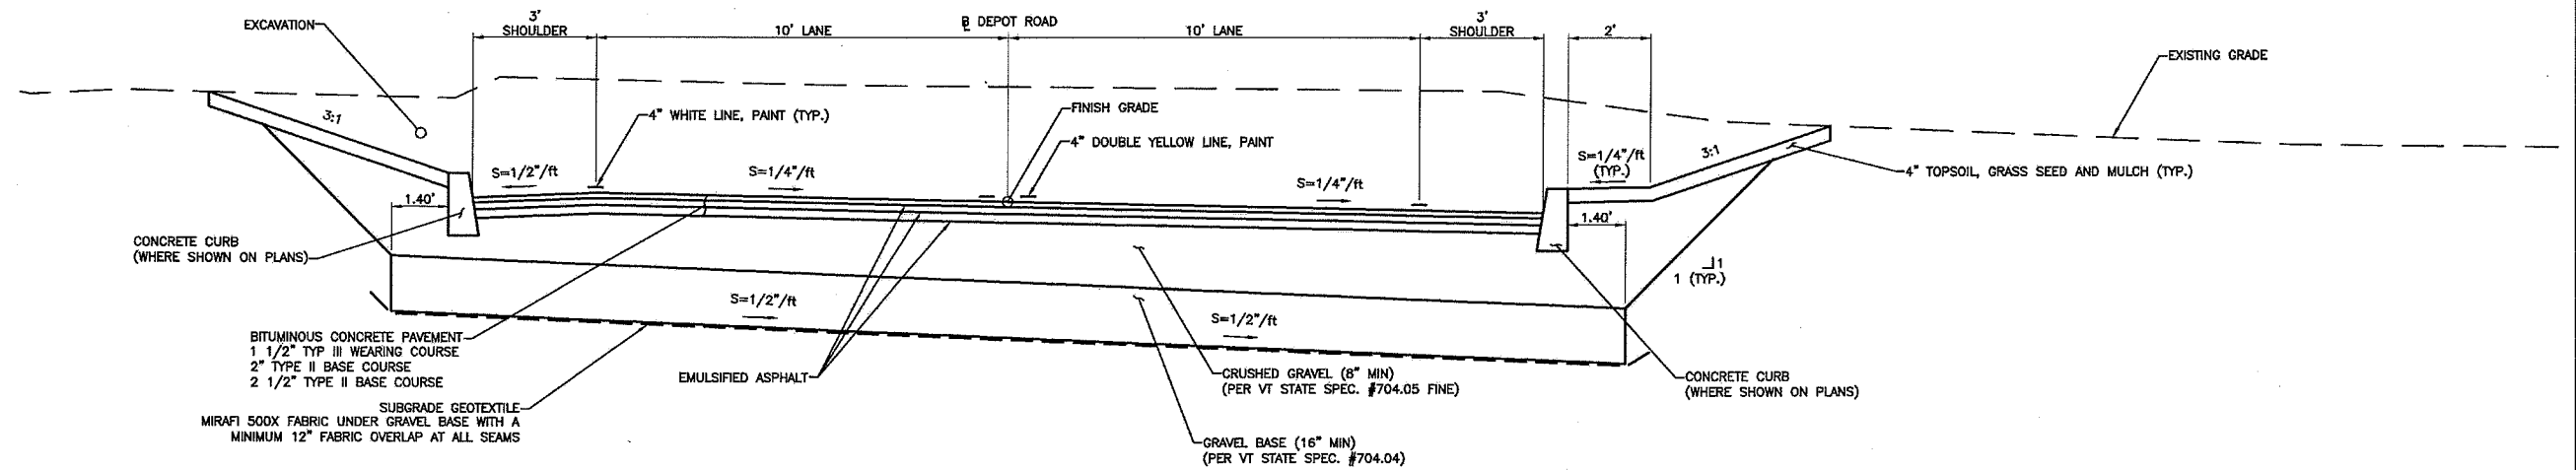 EXCAVATION
3'
SHOULDER
10' LANE
B DEPOT ROAD
10' LANE
3'
SHOULDER
2'
EXISTING GRADE
3:1
4" WHITE LINE, PAINT (TYP.)
FINISH GRADE
4" DOUBLE YELLOW LINE, PAINT
S=1/2"/ft
S=1/4"/ft
S=1/4"/ft
S=1/4"/ft
(TYP.)
3:1
4" TOPSOIL, GRASS SEED AND MULCH (TYP.)
1.40'
1.40'
CONCRETE CURB
(WHERE SHOWN ON PLANS)
1
1 (TYP.)
S=1/2"/ft
S=1/2"/ft
BITUMINOUS CONCRETE PAVEMENT
1 1/2" TYP III WEARING COURSE
2" TYPE II BASE COURSE
2 1/2" TYPE II BASE COURSE
EMULSIFIED ASPHALT
CRUSHED GRAVEL (8" MIN)
(PER VT STATE SPEC. #704.05 FINE)
CONCRETE CURB
(WHERE SHOWN ON PLANS)
SUBGRADE GEOTEXTILE
MIRAFI 500X FABRIC UNDER GRAVEL BASE WITH A
MINIMUM 12" FABRIC OVERLAP AT ALL SEAMS
GRAVEL BASE (16" MIN)
(PER VT STATE SPEC. #704.04)